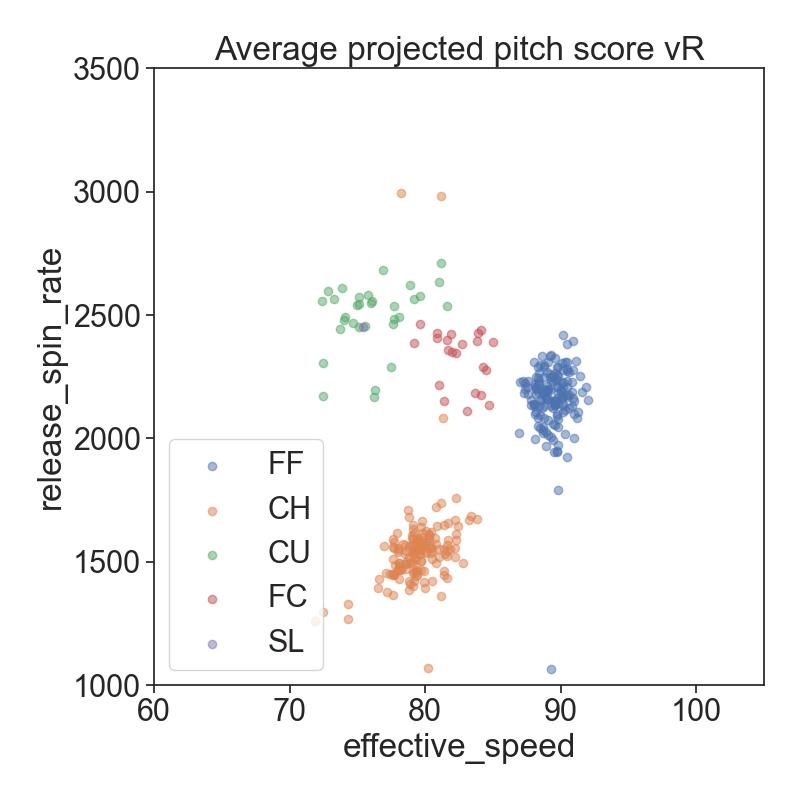 Average projected pitch score vR
3500
3000
2500
2000
1500
1000
release_spin_rate
FF
CH
CU
FC
SL
60 70 80 90 100
effective_speed